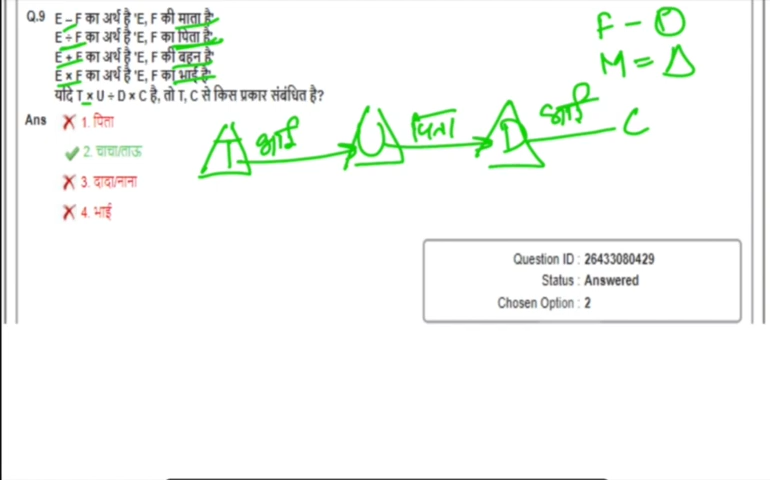 Q.9 E – F का अर्थ है 'E, F की माता है'
E ÷ F का अर्थ है 'E, F का पिता है'
E + F का अर्थ है 'E, F की बहन है'
E × F का अर्थ है 'E, F का भाई है'
यदि T × U ÷ D × C है, तो T, C से किस प्रकार संबंधित है?
Ans 1. पिता
2. चाचा/ताऊ
3. दादा/नाना
4. भाई
F – O
M = Δ
T भाई U पिता D भाई C
Question ID : 26433080429
Status : Answered
Chosen Option : 2